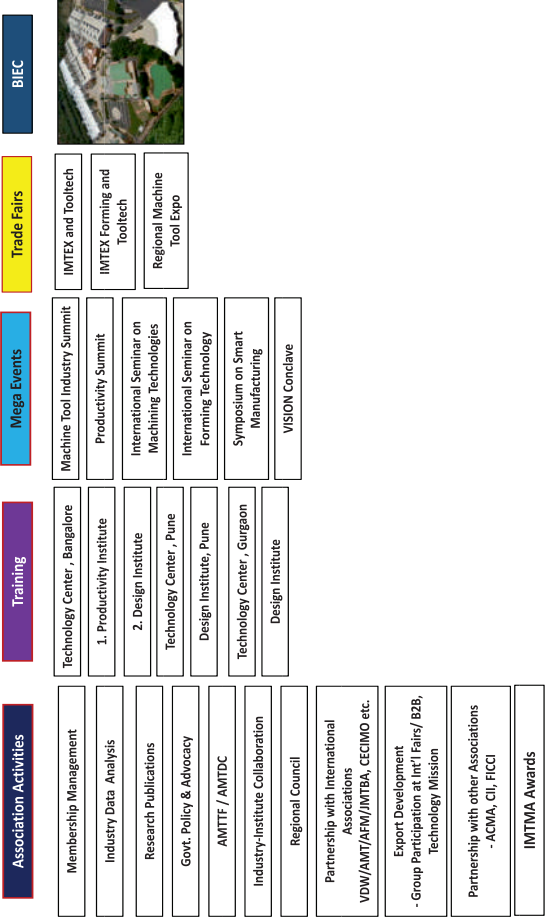 Association Activities
Membership Management
Industry Data Analysis
Research Publications
Govt. Policy & Advocacy
AMTTF / AMTDC
Industry-Institute Collaboration
Regional Council
Partnership with International
Associations
VDW/AMT/AFM/JMTBA, CECIMO etc.
Export Development
- Group Participation at Int'l Fairs/ B2B,
Technology Mission
Partnership with other Associations
- ACMA, CII, FICCI
IMTMA Awards
Training
Technology Center , Bangalore
1. Productivity Institute
2. Design Institute
Technology Center , Pune
Design Institute, Pune
Technology Center , Gurgaon
Design Institute
Mega Events
Machine Tool Industry Summit
Productivity Summit
International Seminar on
Machining Technologies
International Seminar on
Forming Technology
Symposium on Smart
Manufacturing
VISION Conclave
Trade Fairs
IMTEX and Tooltech
IMTEX Forming and
Tooltech
Regional Machine
Tool Expo
BIEC